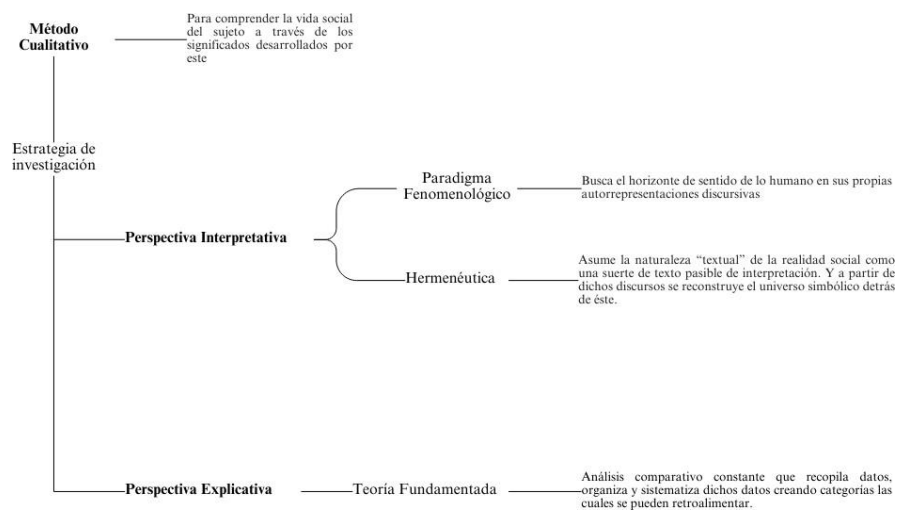 Método
Cualitativo
Para comprender la vida social
del sujeto a través de los
significados desarrollados por
este
Estrategia de
investigación
Perspectiva Interpretativa
Paradigma
Fenomenológico
Busca el horizonte de sentido de lo humano en sus propias
autorrepresentaciones discursivas
Hermenéutica
Asume la naturaleza “textual” de la realidad social como
una suerte de texto pasible de interpretación. Y a partir de
dichos discursos se reconstruye el universo simbólico detrás
de éste.
Perspectiva Explicativa
Teoría Fundamentada
Análisis comparativo constante que recopila datos,
organiza y sistematiza dichos datos creando categorías las
cuales se pueden retroalimentar.